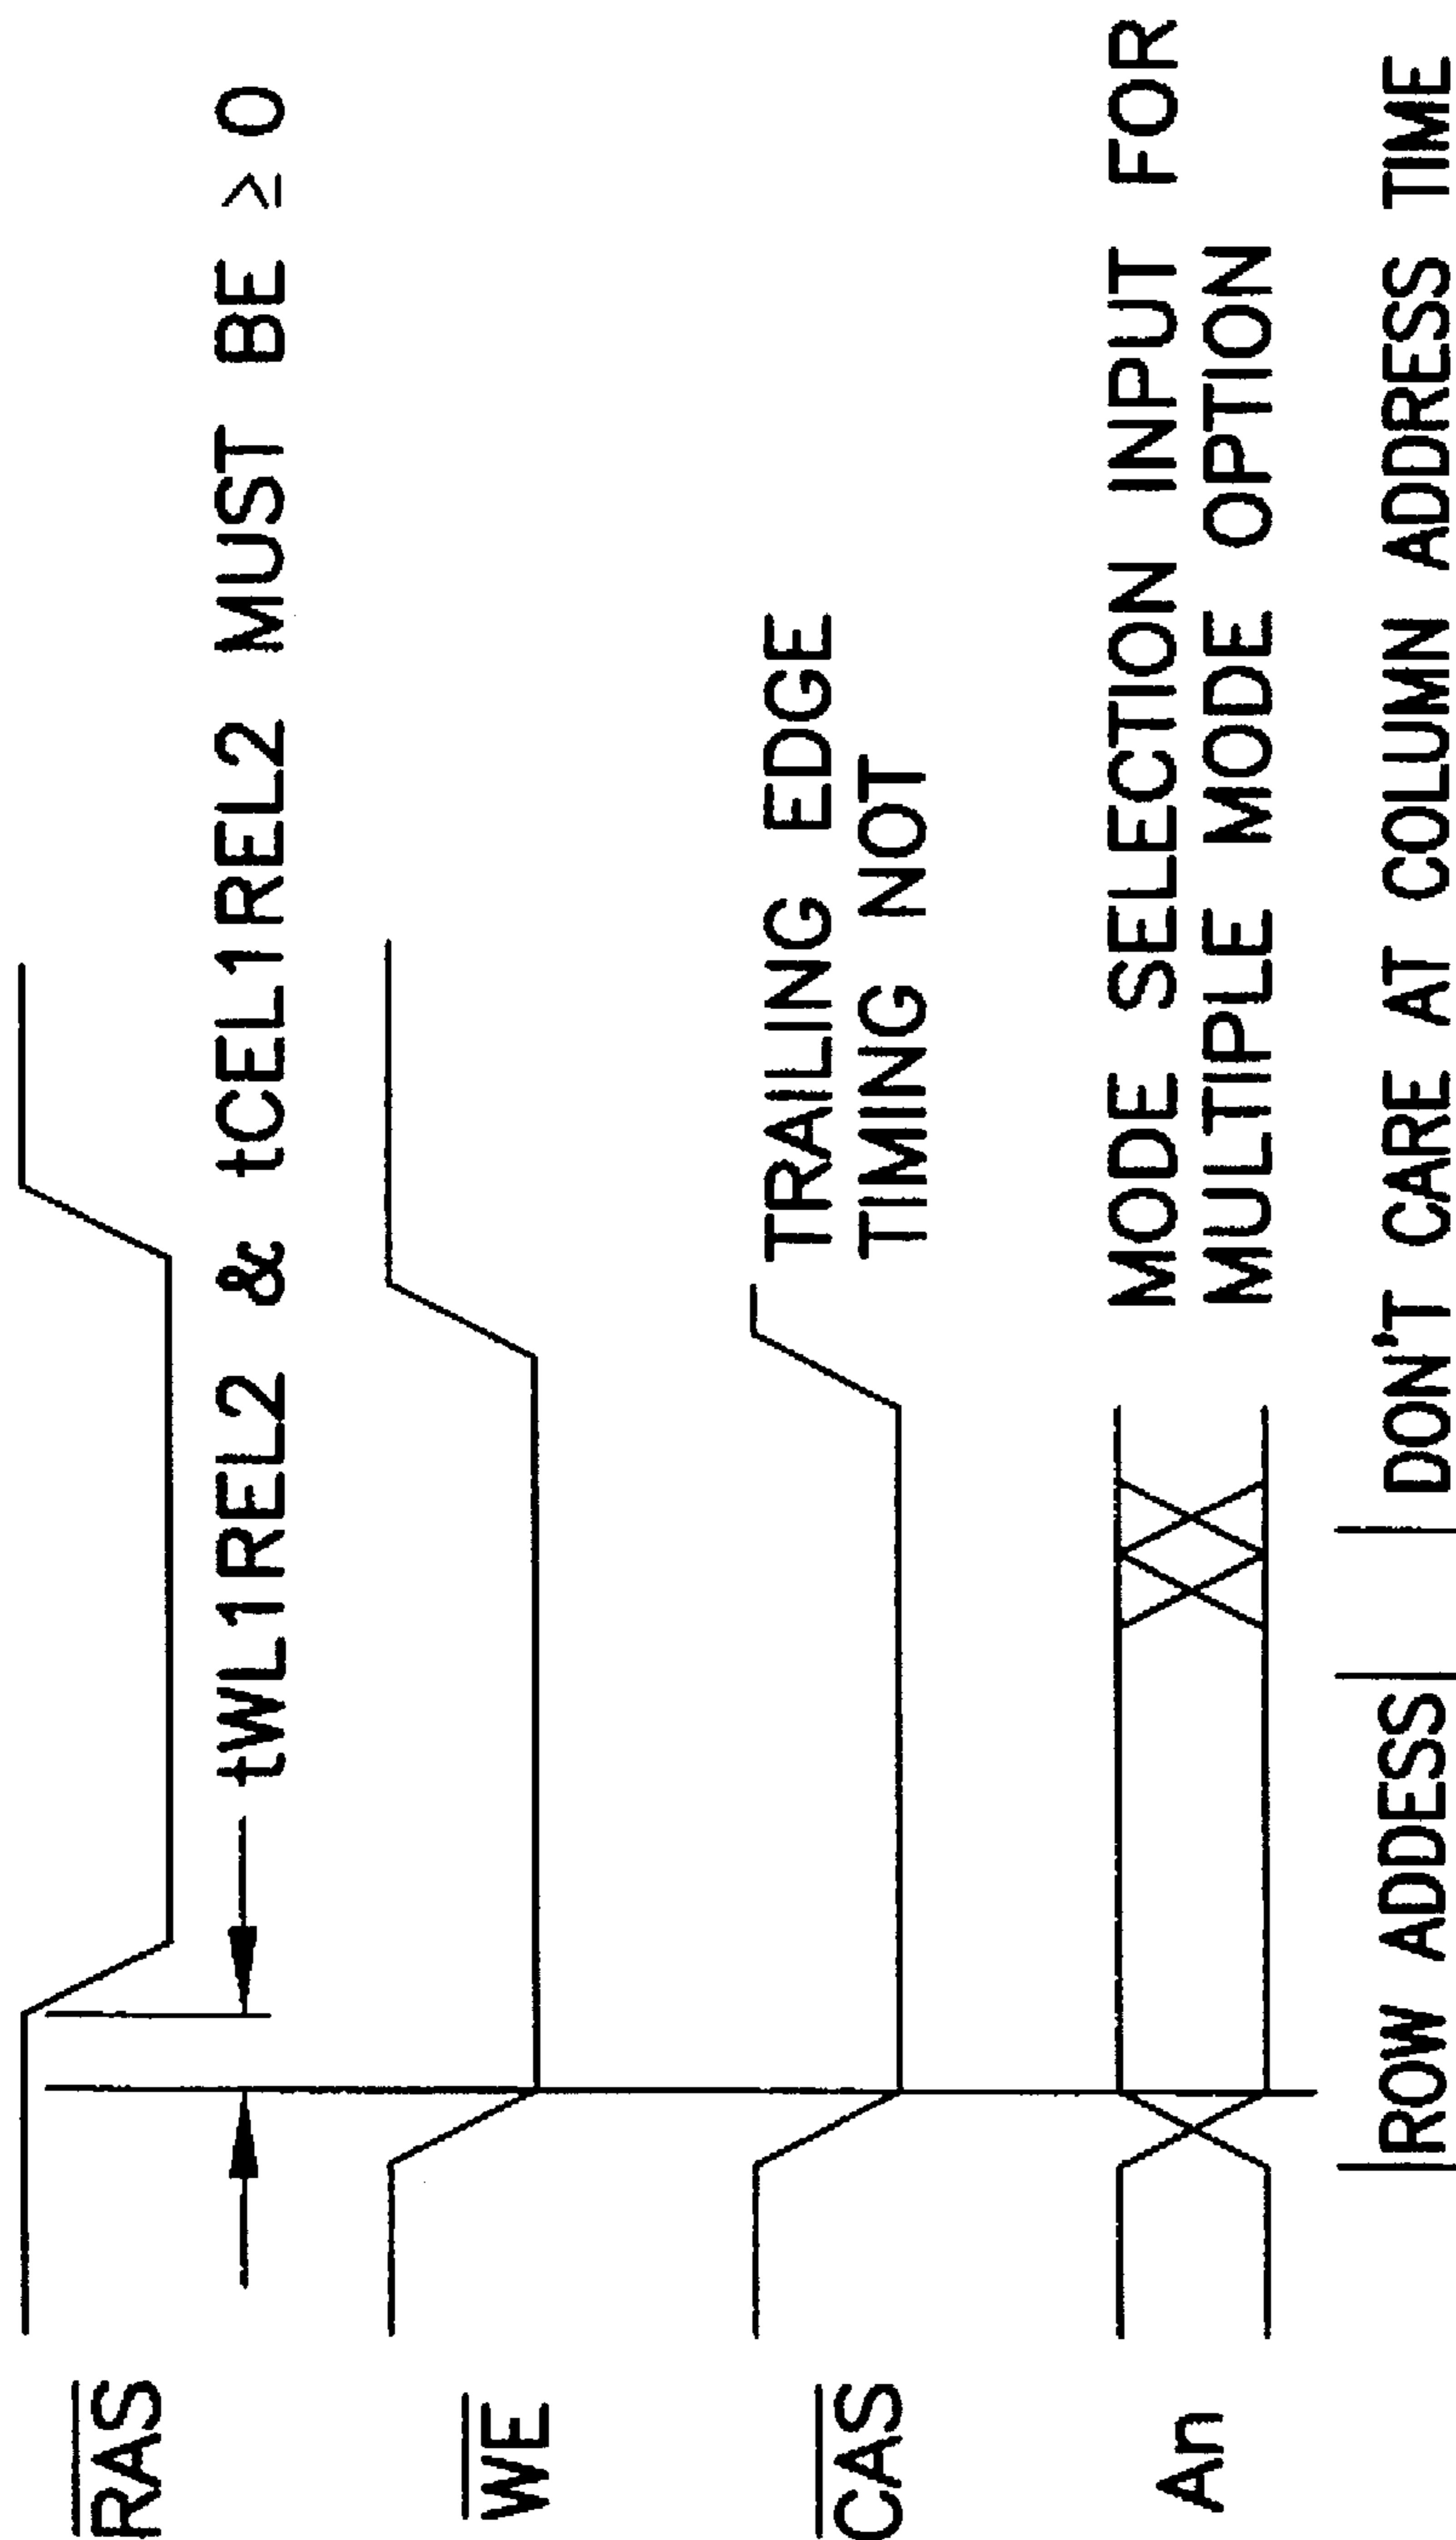 RAS
tWL1REL2 & tCEL1REL2 MUST BE ≥ 0
WE
CAS
TRAILING EDGE
TIMING NOT
An
MODE SELECTION INPUT FOR
MULTIPLE MODE OPTION
ROW ADDESS
DON'T CARE AT COLUMN ADDRESS TIME